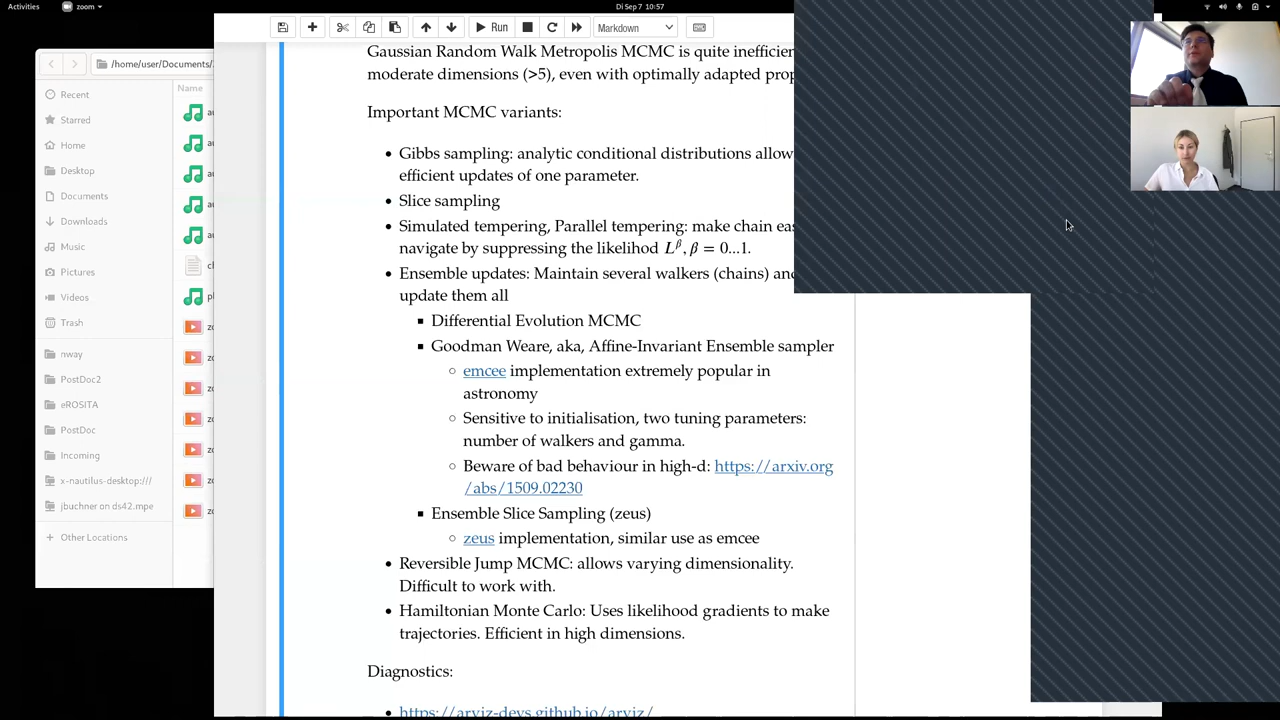 Activities
zoom
Di Sep 7 10:57
Run
Markdown
/home/user/Documents/
Name
Recent
Starred
Home
Desktop
Documents
Downloads
Music
Pictures
Videos
Trash
nway
PostDoc2
eROSITA
PostDoc
Incoming
x-nautilus-desktop:///
jbuchner on ds42.mpe
Other Locations
Gaussian Random Walk Metropolis MCMC is quite
moderate dimensions (>5), even with optimally adapted
Important MCMC variants:
Gibbs sampling: analytic conditional distributions allow
efficient updates of one parameter.
Slice sampling
Simulated tempering, Parallel tempering: make chain
navigate by suppressing the likelihod L^β, β = 0...1.
Ensemble updates: Maintain several walkers (chains) and
update them all
Differential Evolution MCMC
Goodman Weare, aka, Affine-Invariant Ensemble sampler
emcee implementation extremely popular in
astronomy
Sensitive to initialisation, two tuning parameters:
number of walkers and gamma.
Beware of bad behaviour in high-d: https://arxiv.org
/abs/1509.02230
Ensemble Slice Sampling (zeus)
zeus implementation, similar use as emcee
Reversible Jump MCMC: allows varying dimensionality.
Difficult to work with.
Hamiltonian Monte Carlo: Uses likelihood gradients to make
trajectories. Efficient in high dimensions.
Diagnostics:
https://arviz-devs.github.io/arviz/